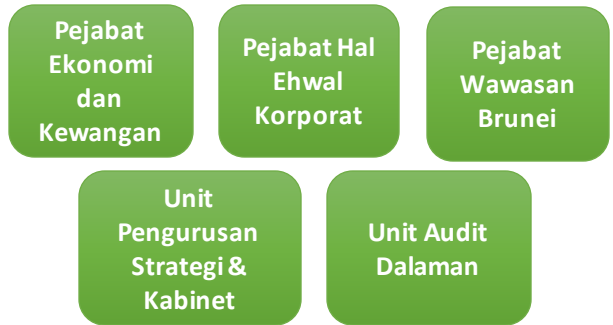 Pejabat
Ekonomi
dan
Kewangan
Pejabat Hal
Ehwal
Korporat
Pejabat
Wawasan
Brunei
Unit
Pengurusan
Strategi &
Kabinet
Unit Audit
Dalaman